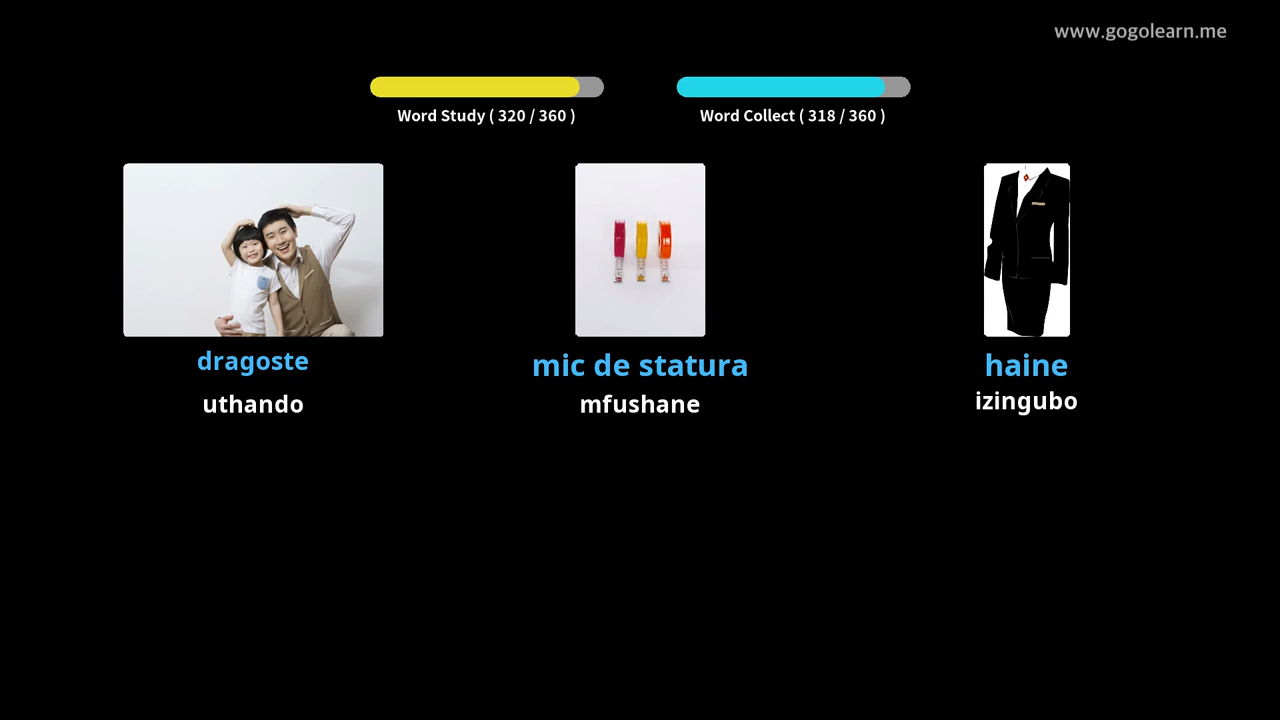 www.gogolearn.me
Word Study ( 320 / 360 )
Word Collect ( 318 / 360 )
dragoste
uthando
mic de statura
mfushane
haine
izingubo